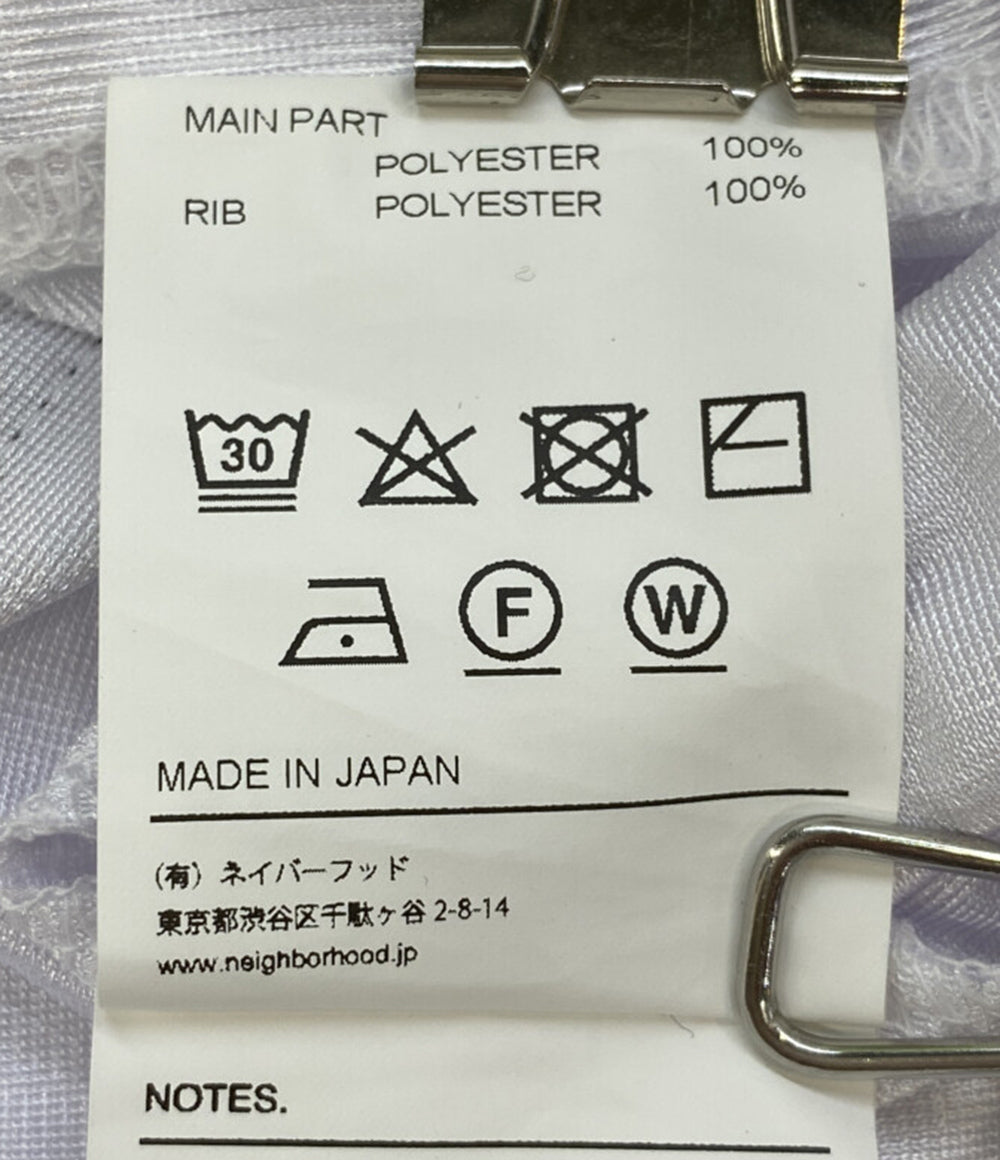 MAIN PART
POLYESTER 100%
RIB POLYESTER 100%
30
F W
MADE IN JAPAN
(有) ネイバーフッド
東京都渋谷区千駄ヶ谷 2-8-14
www.neighborhood.jp
NOTES.